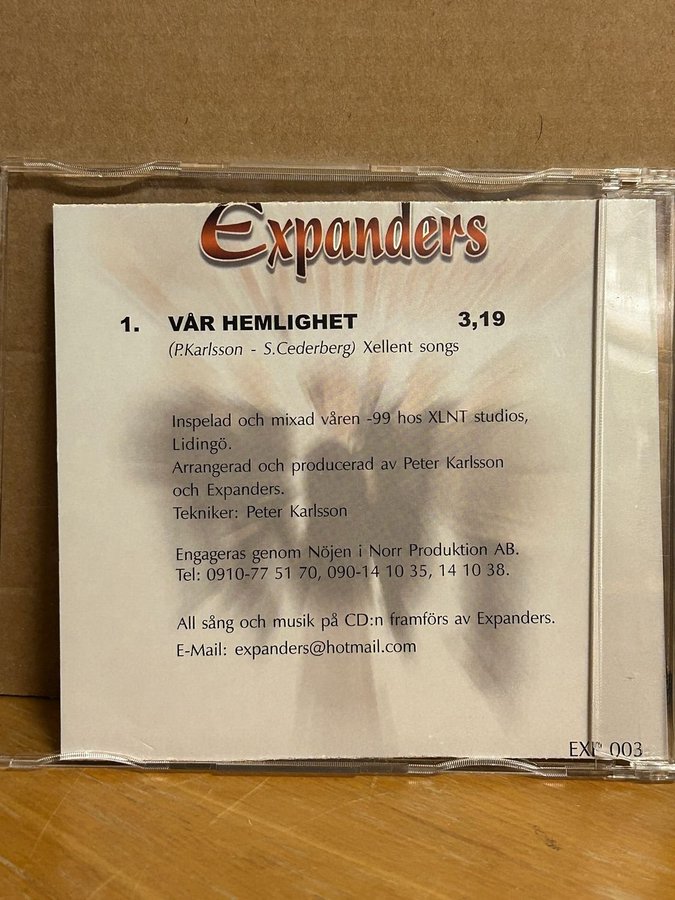 Expanders
1. VÅR HEMLIGHET 3,19
(P.Karlsson - S.Cederberg) Xellent songs
Inspelad och mixad våren -99 hos XLNT studios,
Lidingö.
Arrangerad och producerad av Peter Karlsson
och Expanders.
Tekniker: Peter Karlsson
Engageras genom Nöjen i Norr Produktion AB.
Tel: 0910-77 51 70, 090-14 10 35, 14 10 38.
All sång och musik på CD:n framförs av Expanders.
E-Mail: expanders@hotmail.com
EXP 003